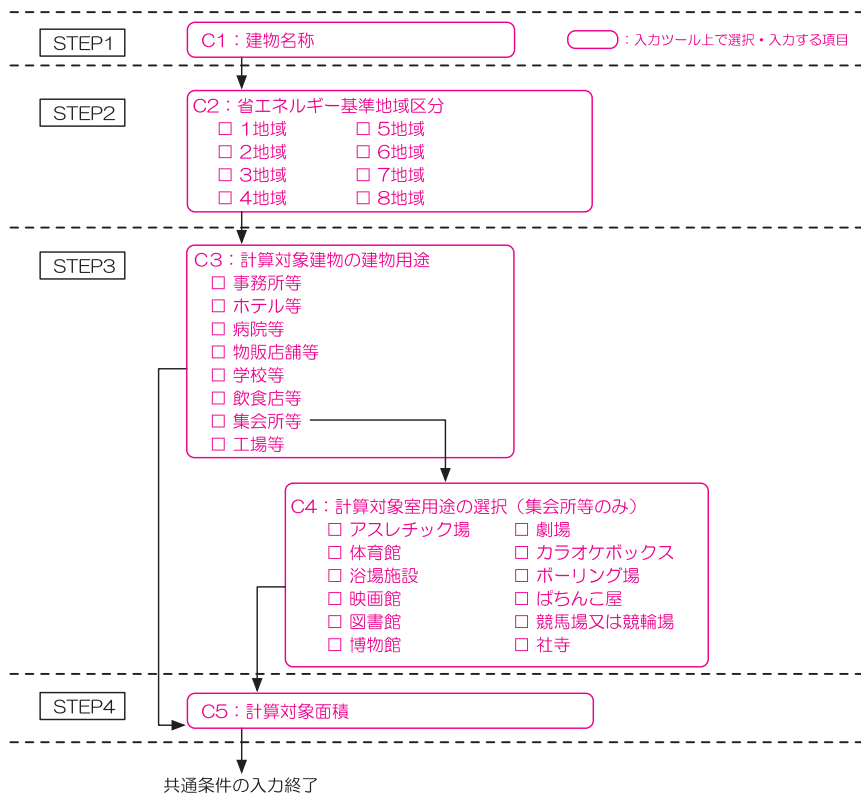 STEP1
C1：建物名称
：入力ツール上で選択・入力する項目
STEP2
C2：省エネルギー基準地域区分
□ 1地域 □ 5地域
□ 2地域 □ 6地域
□ 3地域 □ 7地域
□ 4地域 □ 8地域
STEP3
C3：計算対象建物の建物用途
□ 事務所等
□ ホテル等
□ 病院等
□ 物販店舗等
□ 学校等
□ 飲食店等
□ 集会所等
□ 工場等
C4：計算対象室用途の選択（集会所等のみ）
□ アスレチック場 □ 劇場
□ 体育館 □ カラオケボックス
□ 浴場施設 □ ボーリング場
□ 映画館 □ ぱちんこ屋
□ 図書館 □ 競馬場又は競輪場
□ 博物館 □ 社寺
STEP4
C5：計算対象面積
共通条件の入力終了